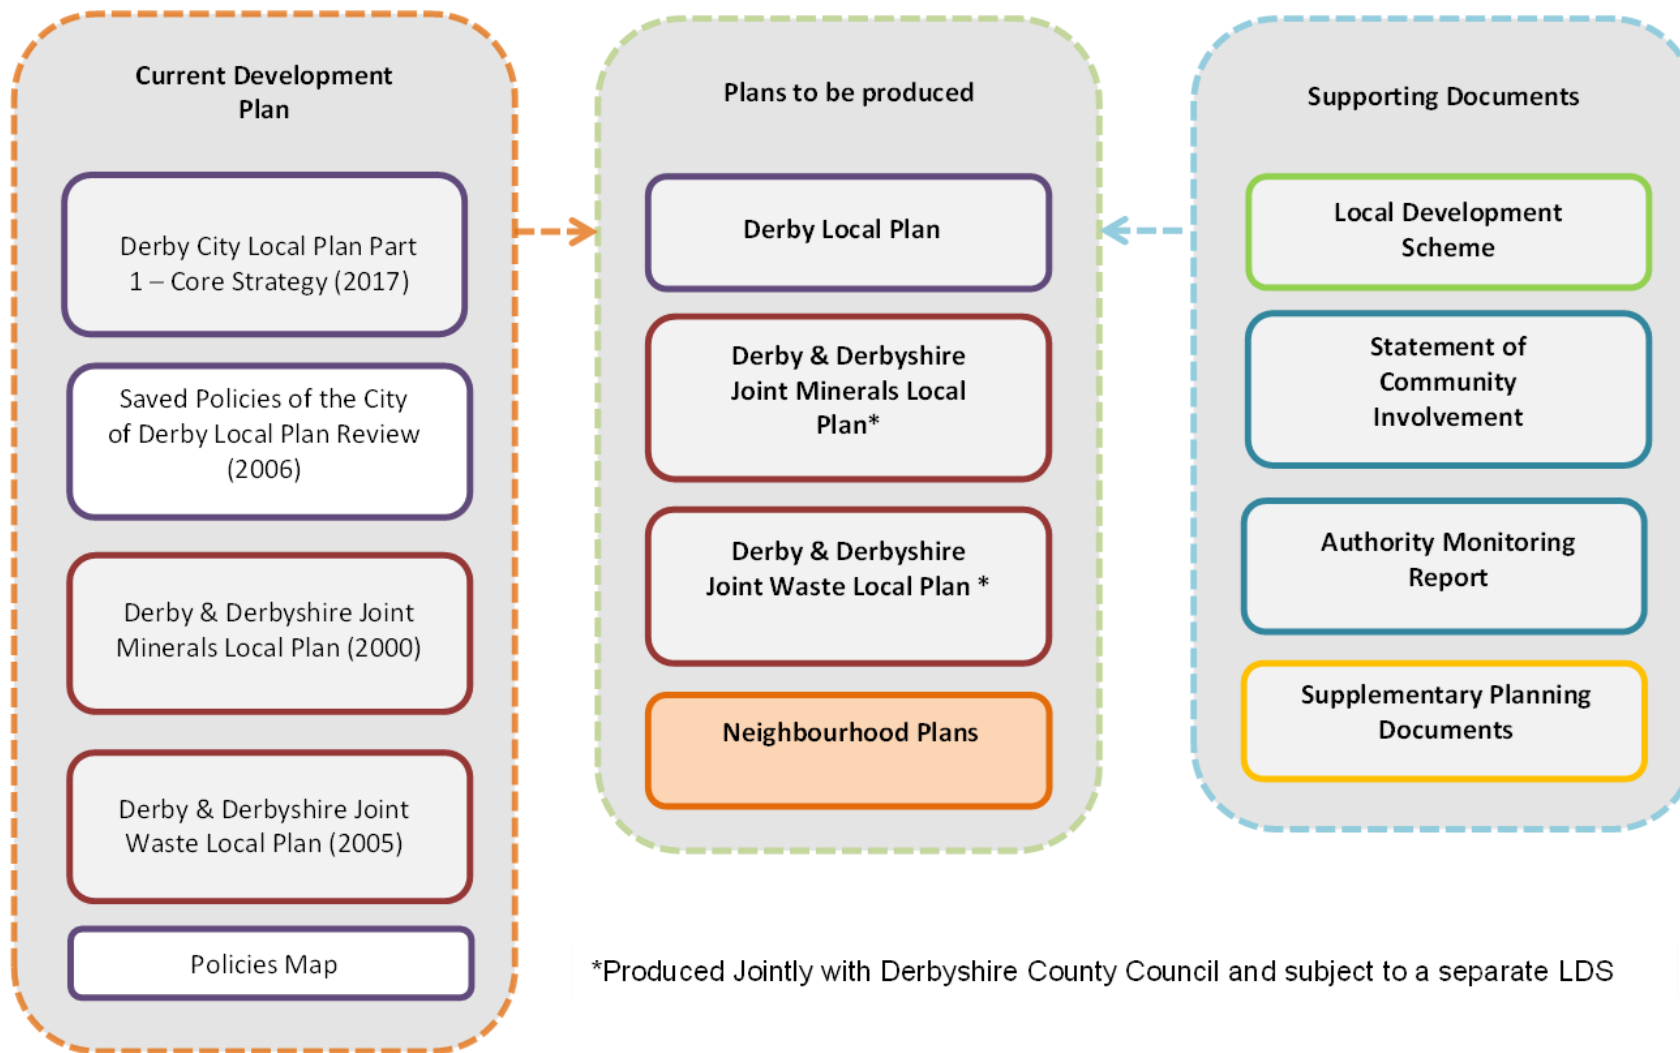 Current Development
Plan
Derby City Local Plan Part
1 – Core Strategy (2017)
Saved Policies of the City
of Derby Local Plan Review
(2006)
Derby & Derbyshire Joint
Minerals Local Plan (2000)
Derby & Derbyshire Joint
Waste Local Plan (2005)
Policies Map
Plans to be produced
Derby Local Plan
Derby & Derbyshire
Joint Minerals Local
Plan*
Derby & Derbyshire
Joint Waste Local Plan *
Neighbourhood Plans
Supporting Documents
Local Development
Scheme
Statement of
Community
Involvement
Authority Monitoring
Report
Supplementary Planning
Documents
*Produced Jointly with Derbyshire County Council and subject to a separate LDS